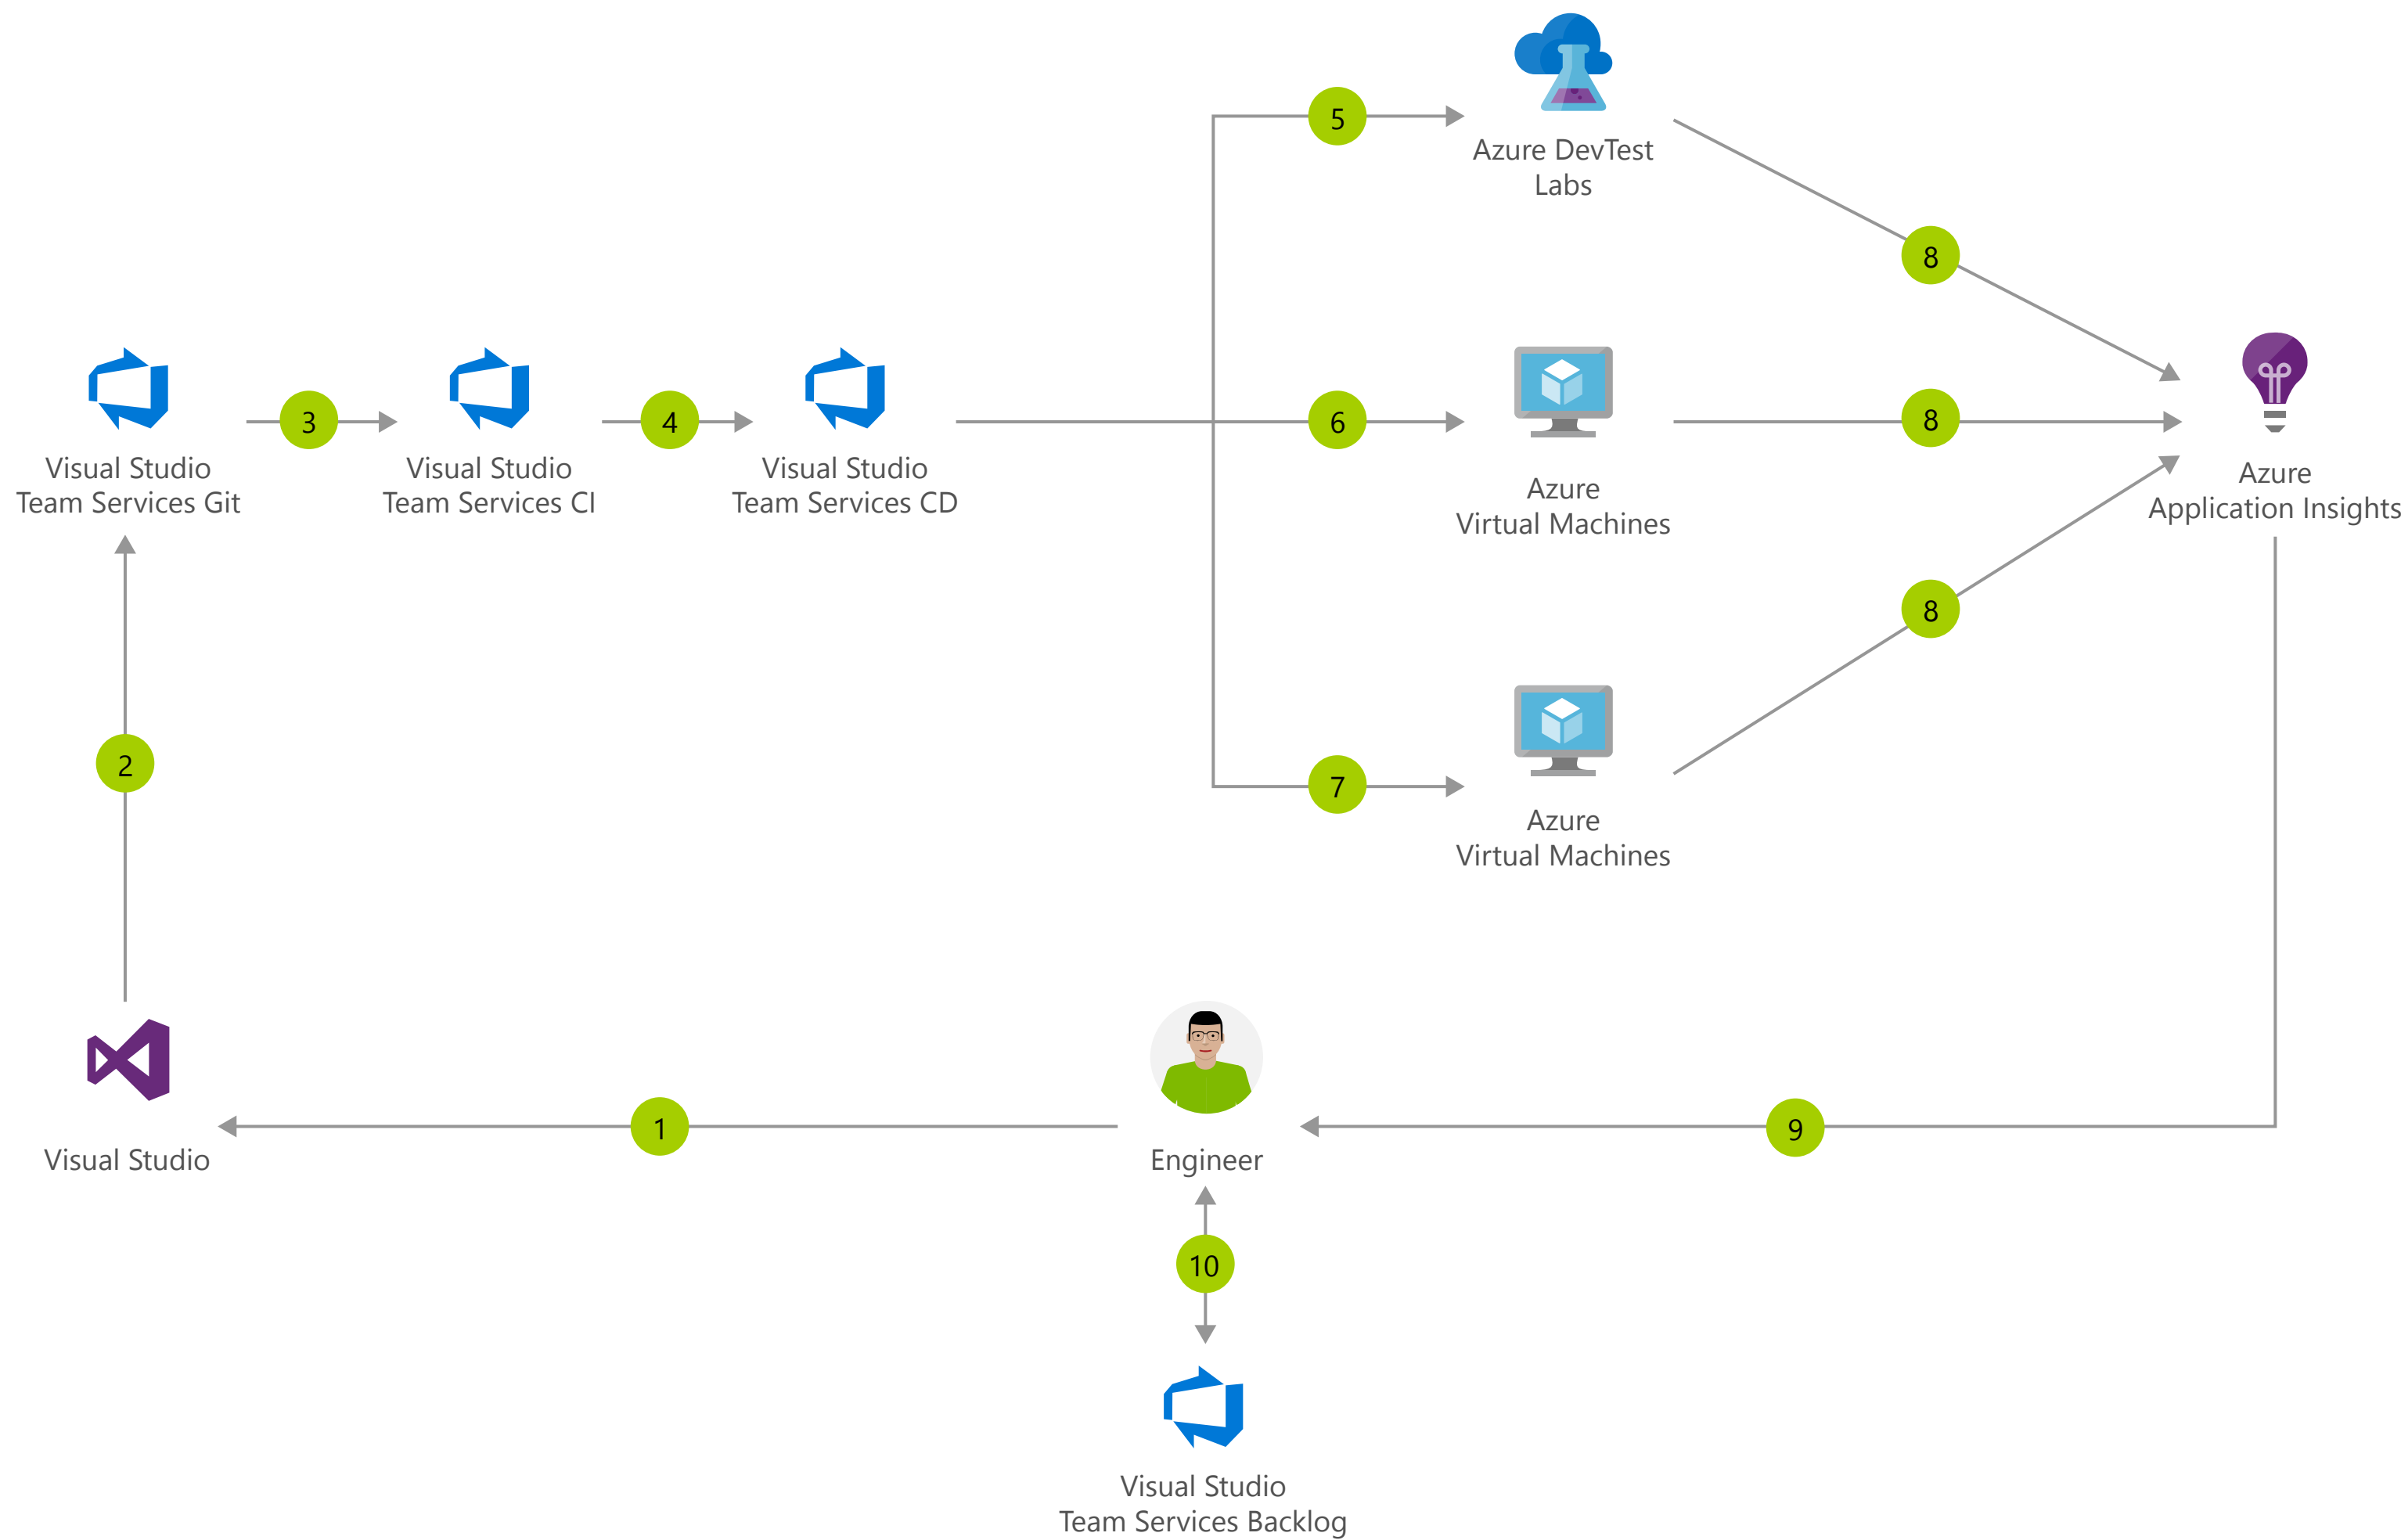 5
Azure DevTest
Labs
8
3
4
6
8
Visual Studio
Team Services Git
Visual Studio
Team Services CI
Visual Studio
Team Services CD
Azure
Virtual Machines
Azure
Application Insights
8
2
7
Azure
Virtual Machines
1
9
Visual Studio
Engineer
10
Visual Studio
Team Services Backlog